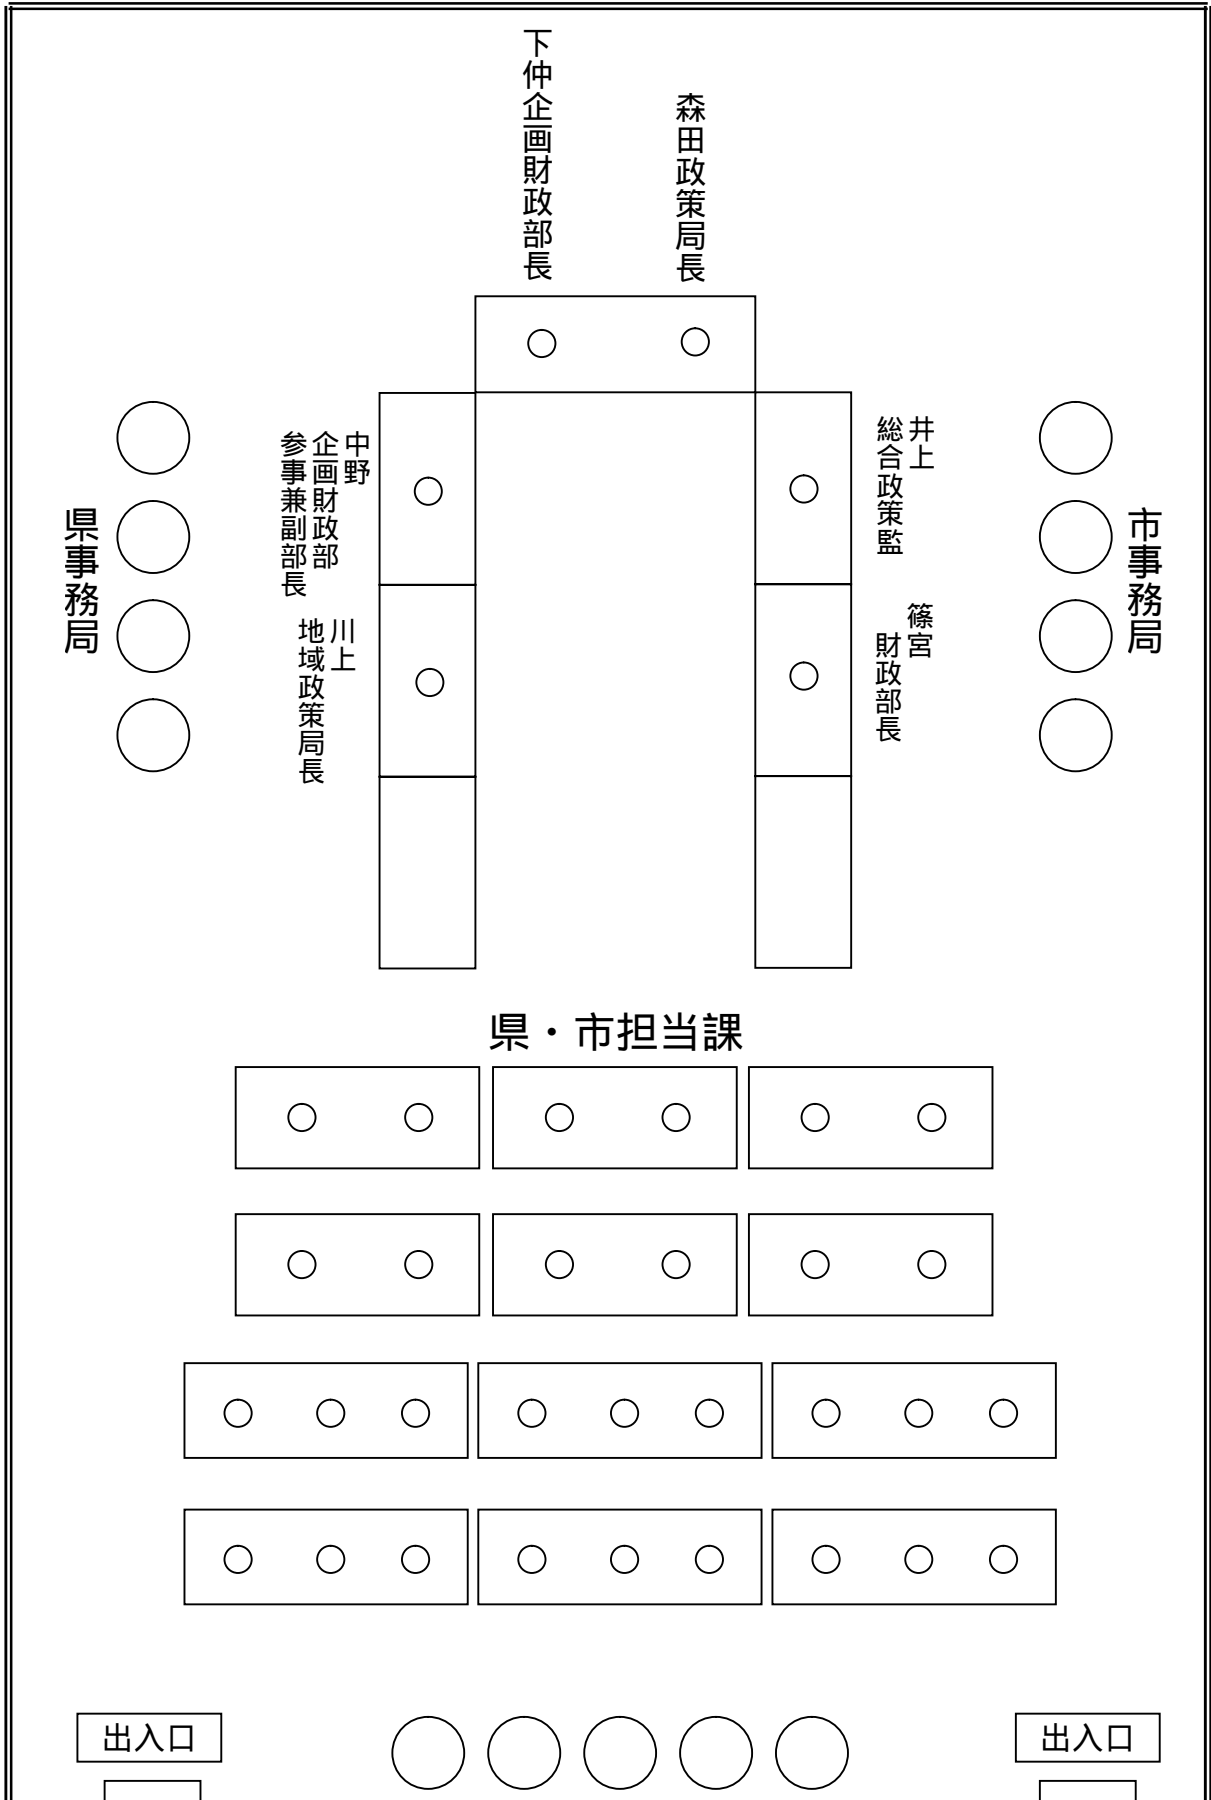 下仲企画財政部長
森田政策局長
中野
企画財政部
参事兼副部長
井上
総合政策監
県事務局
市事務局
川上
地域政策局長
篠宮
財政部長
県・市担当課
出入口
出入口